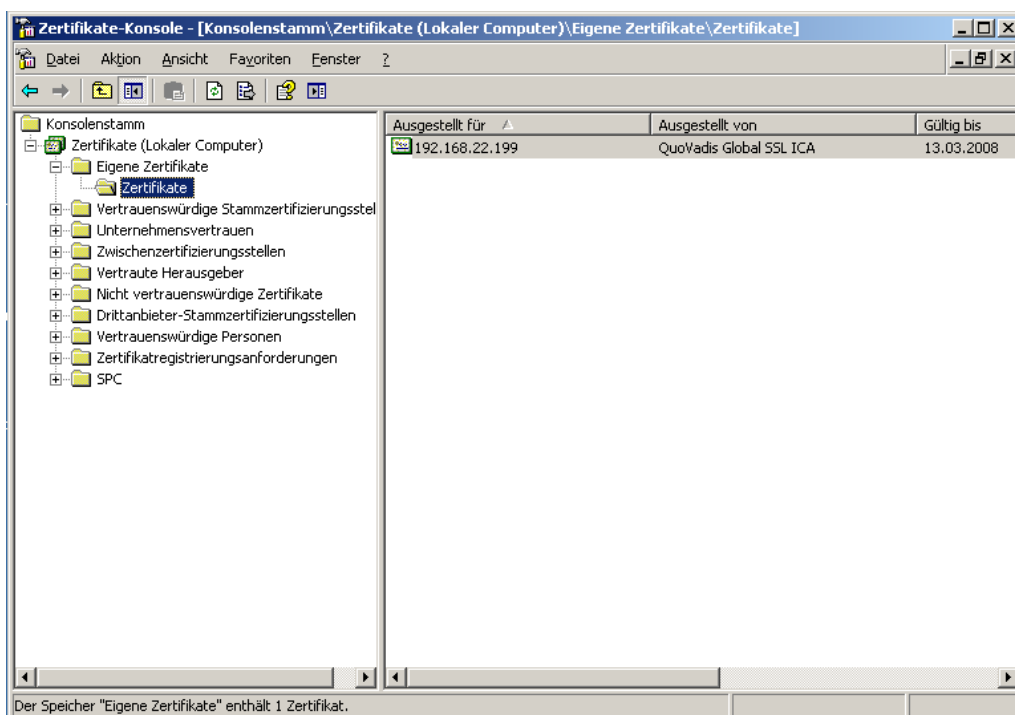 Zertifikate-Konsole - [Konsolenstamm\Zertifikate (Lokaler Computer)\Eigene Zertifikate\Zertifikate]
Datei Aktion Ansicht Favoriten Fenster ?
Konsolenstamm
Zertifikate (Lokaler Computer)
Eigene Zertifikate
Zertifikate
Vertrauenswürdige Stammzertifizierungsstel
Unternehmensvertrauen
Zwischenzertifizierungsstellen
Vertraute Herausgeber
Nicht vertrauenswürdige Zertifikate
Drittanbieter-Stammzertifizierungsstellen
Vertrauenswürdige Personen
Zertifikatregistrierungsanforderungen
SPC
Ausgestellt für Ausgestellt von Gültig bis
192.168.22.199 QuoVadis Global SSL ICA 13.03.2008
Der Speicher "Eigene Zertifikate" enthält 1 Zertifikat.